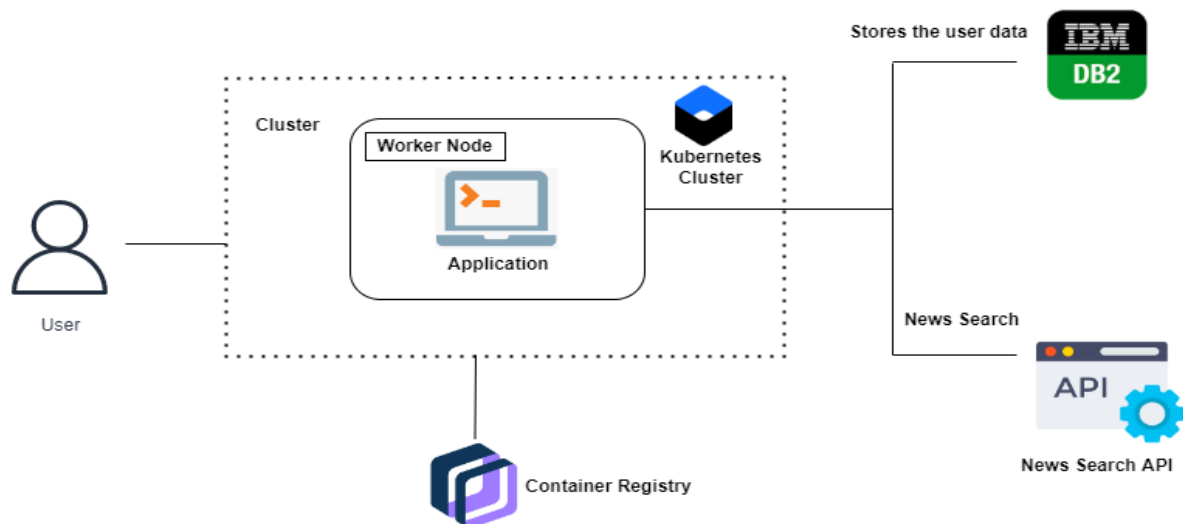 Stores the user data
IBM
DB2
Cluster
Worker Node
Kubernetes
Cluster
Application
User
News Search
API
News Search API
Container Registry